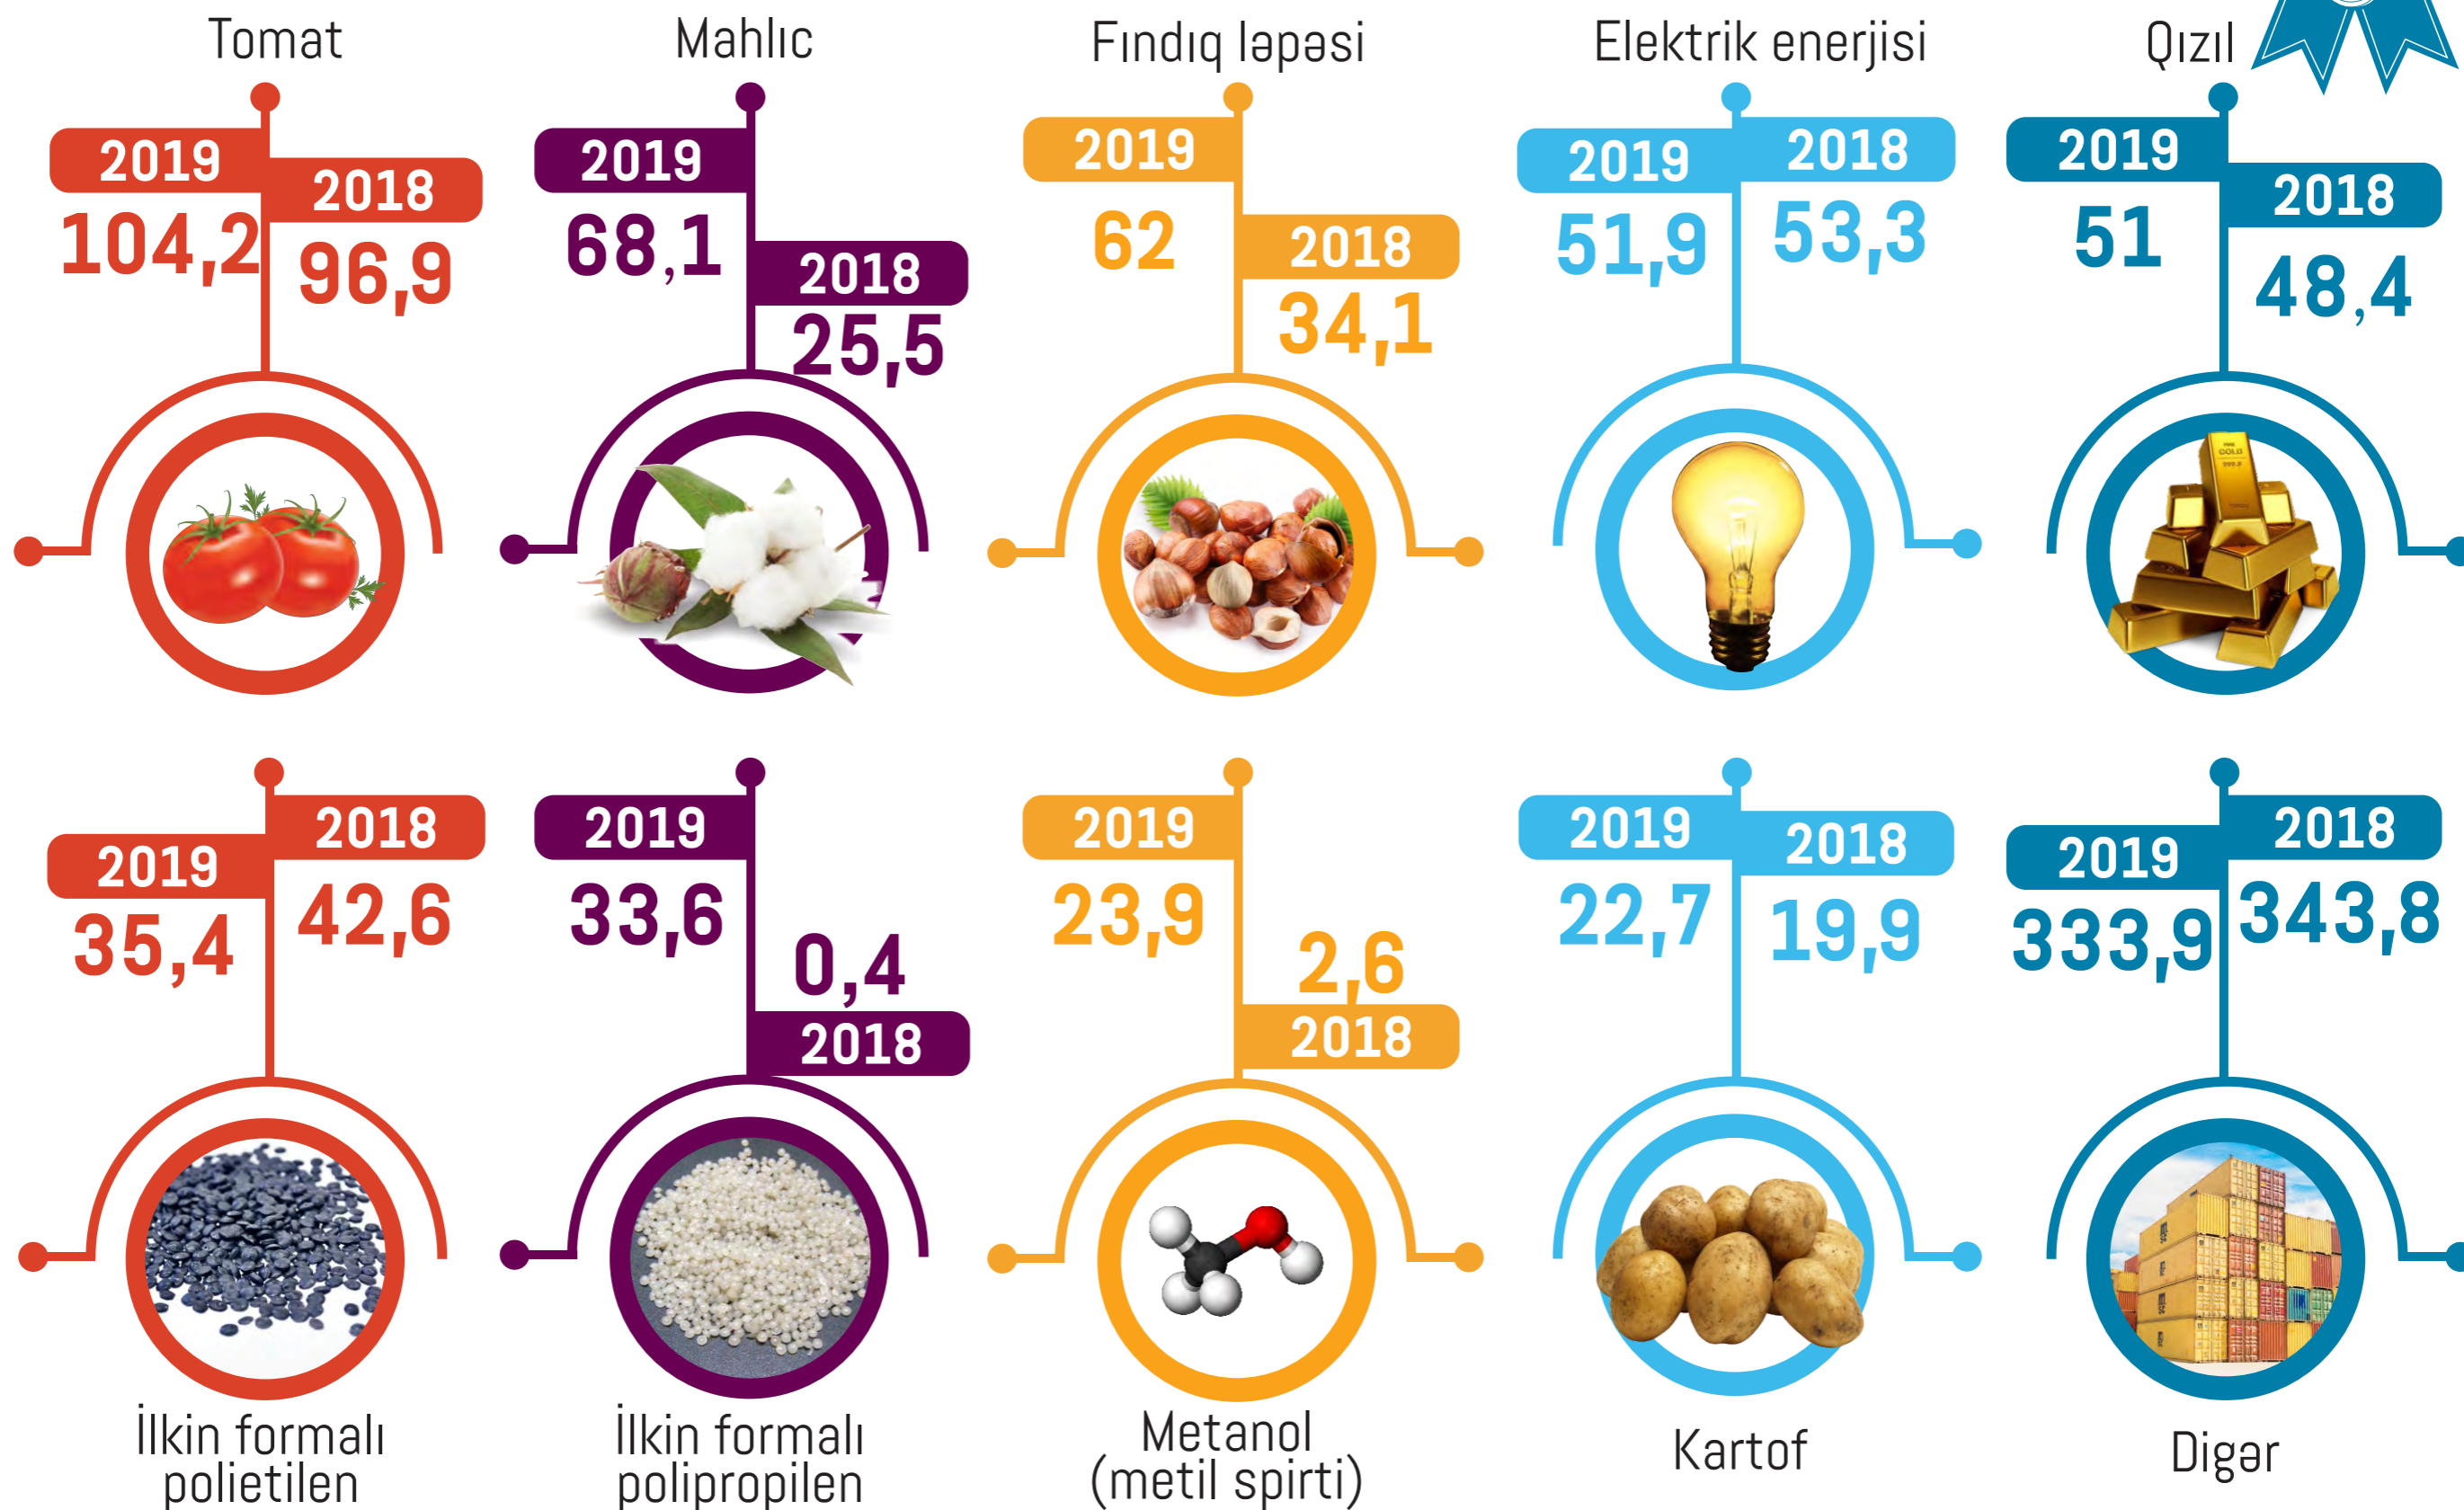 Tomat
2019
104,2
2018
96,9
Mahlıc
2019
68,1
2018
25,5
Fındıq ləpəsi
2019
62
2018
34,1
Elektrik enerjisi
2019
51,9
2018
53,3
Qızıl
2019
51
2018
48,4
FINE
GOLD
999,9
2019
35,4
2018
42,6
İlkin formalı
polietilen
2019
33,6
0,4
2018
İlkin formalı
polipropilen
2019
23,9
2,6
2018
Metanol
(metil spirti)
2019
22,7
2018
19,9
Kartof
2019
333,9
2018
343,8
Digər